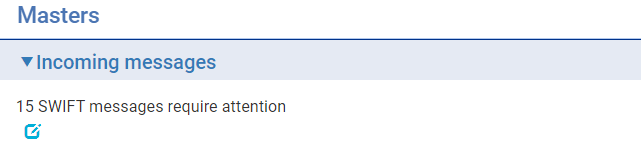 Masters
Incoming messages
15 SWIFT messages require attention